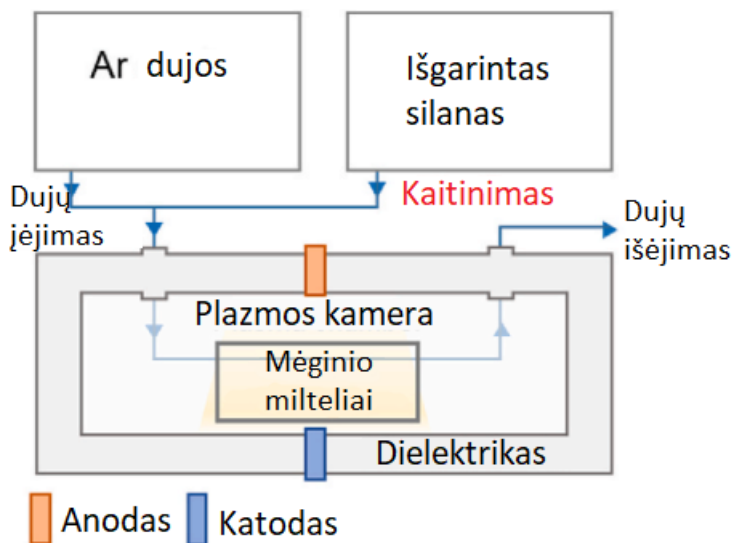 Ar dujos
Išgarintas
silanas
Kaitinimas
Dujų
įėjimas
Dujų
išėjimas
Plazmos kamera
Mėginio
milteliai
Dielektrikas
Anodas
Katodas